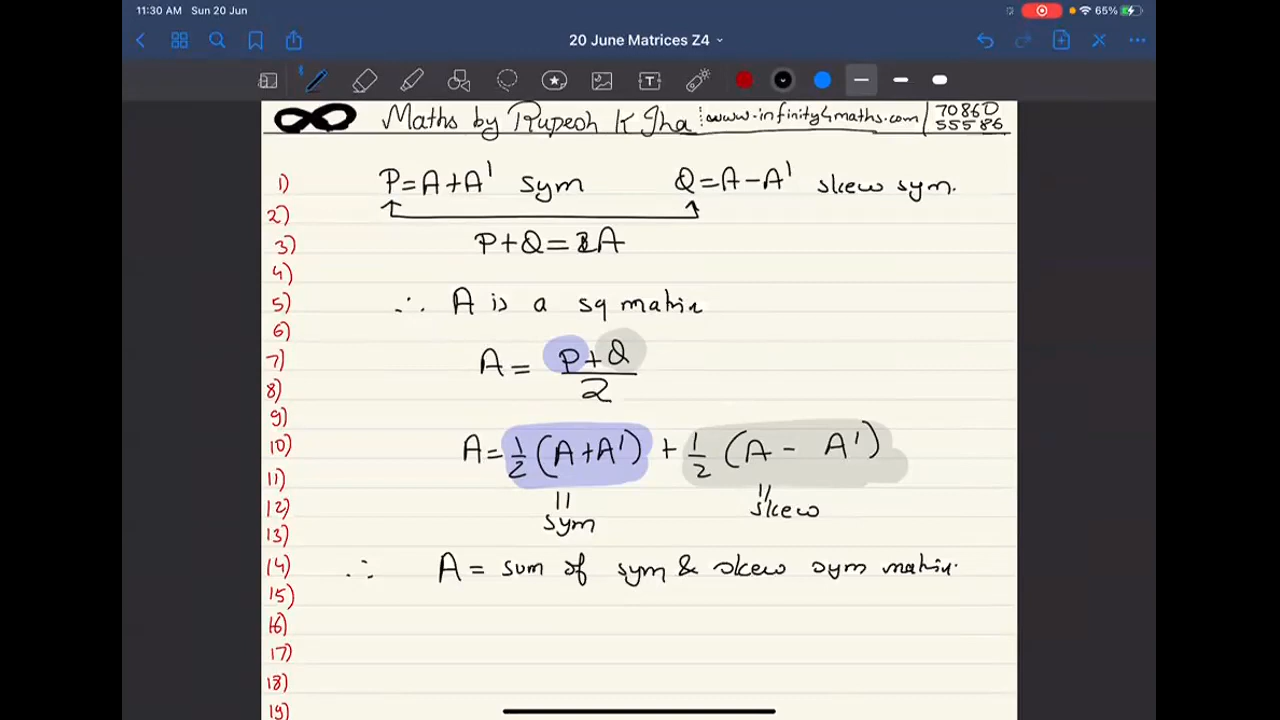 11:30 AM Sun 20 Jun 65%
20 June Matrices Z4
Maths by Rupesh K Jha www.infinity4maths.com / 70860 55586
1) P=A+A' sym Q=A-A' skew sym.
2)
3) P+Q=2A
4)
5) ∴ A is a sq matrix
6)
7) A = P+Q
8) 2
9)
10) A = 1/2 (A+A') + 1/2 (A - A')
11)
12) || sym || skew
13)
14) ∴ A = sum of sym & skew sym matrix.
15)
16)
17)
18)
19)